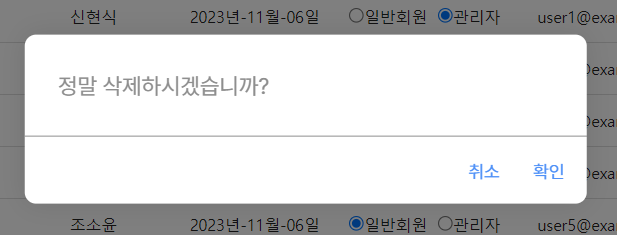 신현식 2023년-11월-06일 일반회원 관리자 user1@exa
정말 삭제하시겠습니까?
@exa
@exa
@exa
취소 확인
조소윤 2023년-11월-06일 일반회원 관리자 user5@exa